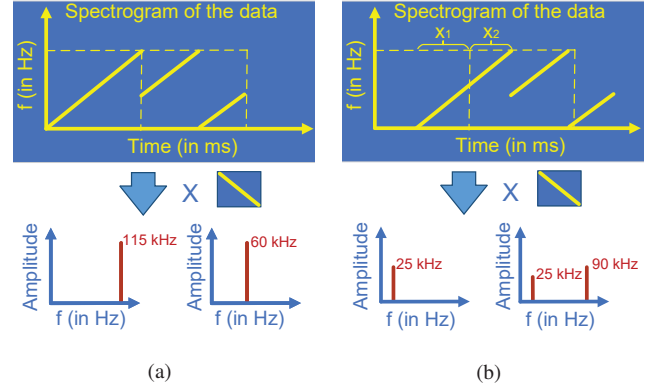 Spectrogram of the data
f (in Hz)
Time (in ms)
X
Amplitude
115 kHz
f (in Hz)
Amplitude
60 kHz
f (in Hz)
(a)
Spectrogram of the data
X1
X2
f (in Hz)
Time (in ms)
X
Amplitude
25 kHz
f (in Hz)
Amplitude
25 kHz
90 kHz
f (in Hz)
(b)